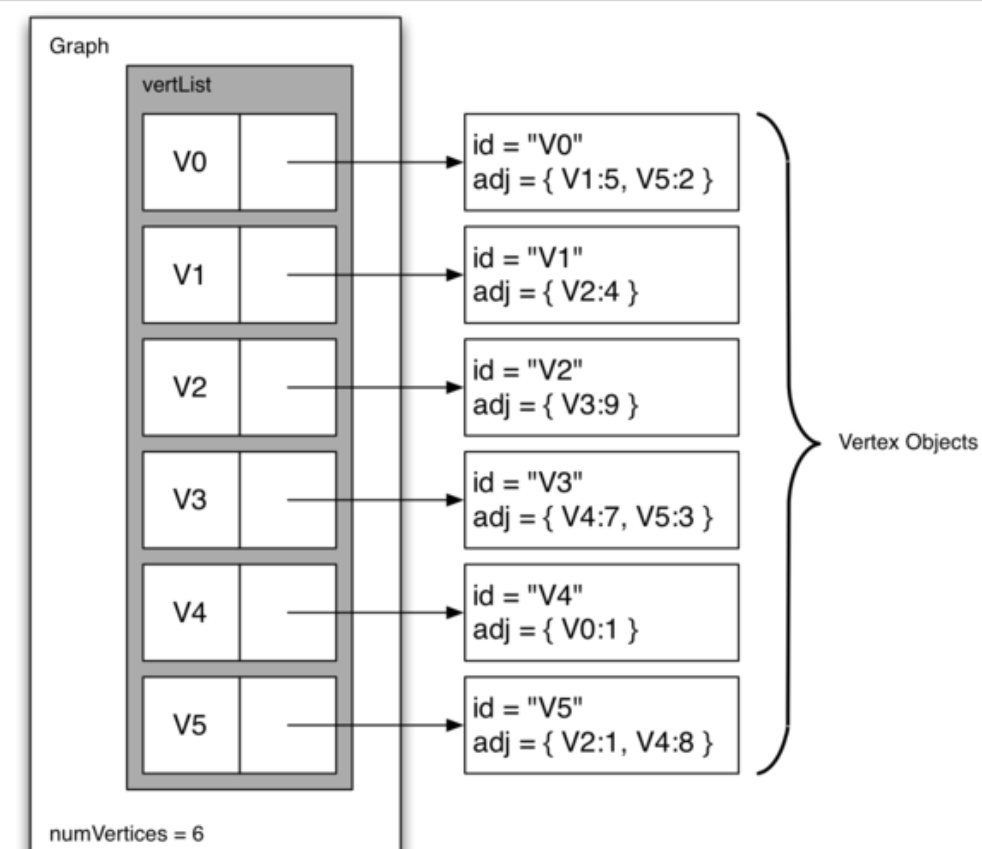 Graph
vertList
V0
id = "V0"
adj = { V1:5, V5:2 }
V1
id = "V1"
adj = { V2:4 }
V2
id = "V2"
adj = { V3:9 }
V3
id = "V3"
adj = { V4:7, V5:3 }
V4
id = "V4"
adj = { V0:1 }
V5
id = "V5"
adj = { V2:1, V4:8 }
Vertex Objects
numVertices = 6